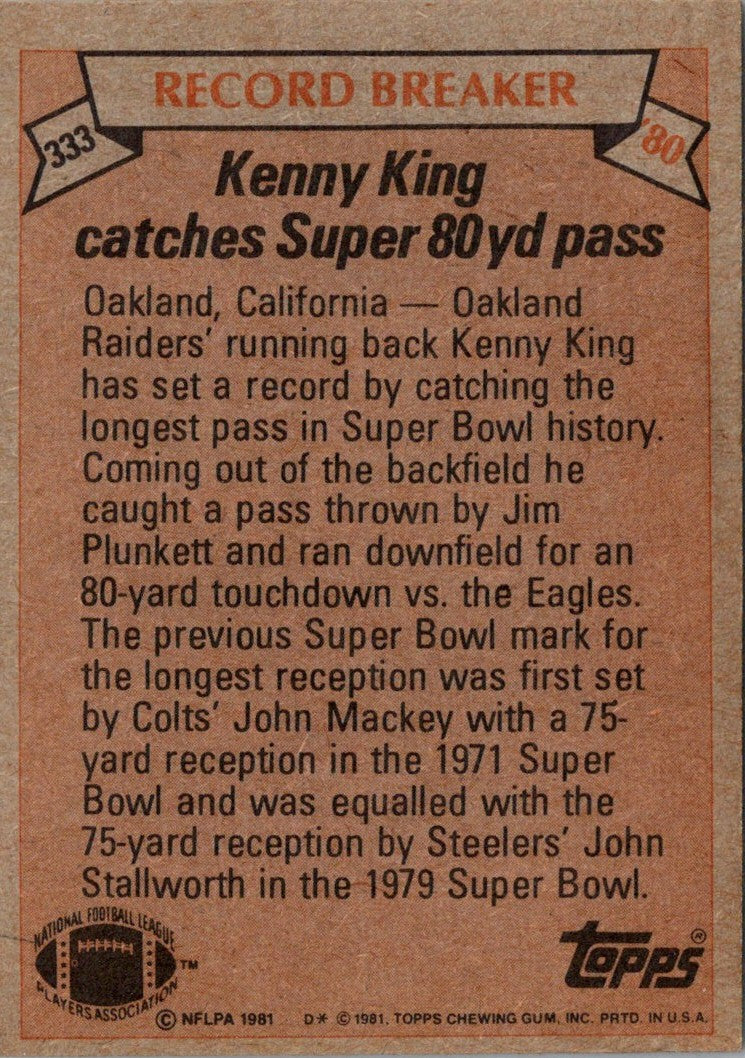 RECORD BREAKER
333
'80
Kenny King
catches Super 80 yd pass
Oakland, California — Oakland
Raiders' running back Kenny King
has set a record by catching the
longest pass in Super Bowl history.
Coming out of the backfield he
caught a pass thrown by Jim
Plunkett and ran downfield for an
80-yard touchdown vs. the Eagles.
The previous Super Bowl mark for
the longest reception was first set
by Colts' John Mackey with a 75-
yard reception in the 1971 Super
Bowl and was equalled with the
75-yard reception by Steelers' John
Stallworth in the 1979 Super Bowl.
NATIONAL FOOTBALL LEAGUE
PLAYERS ASSOCIATION
TM
topps®
© NFLPA 1981 D* © 1981. TOPPS CHEWING GUM, INC. PRTD. IN U.S.A.